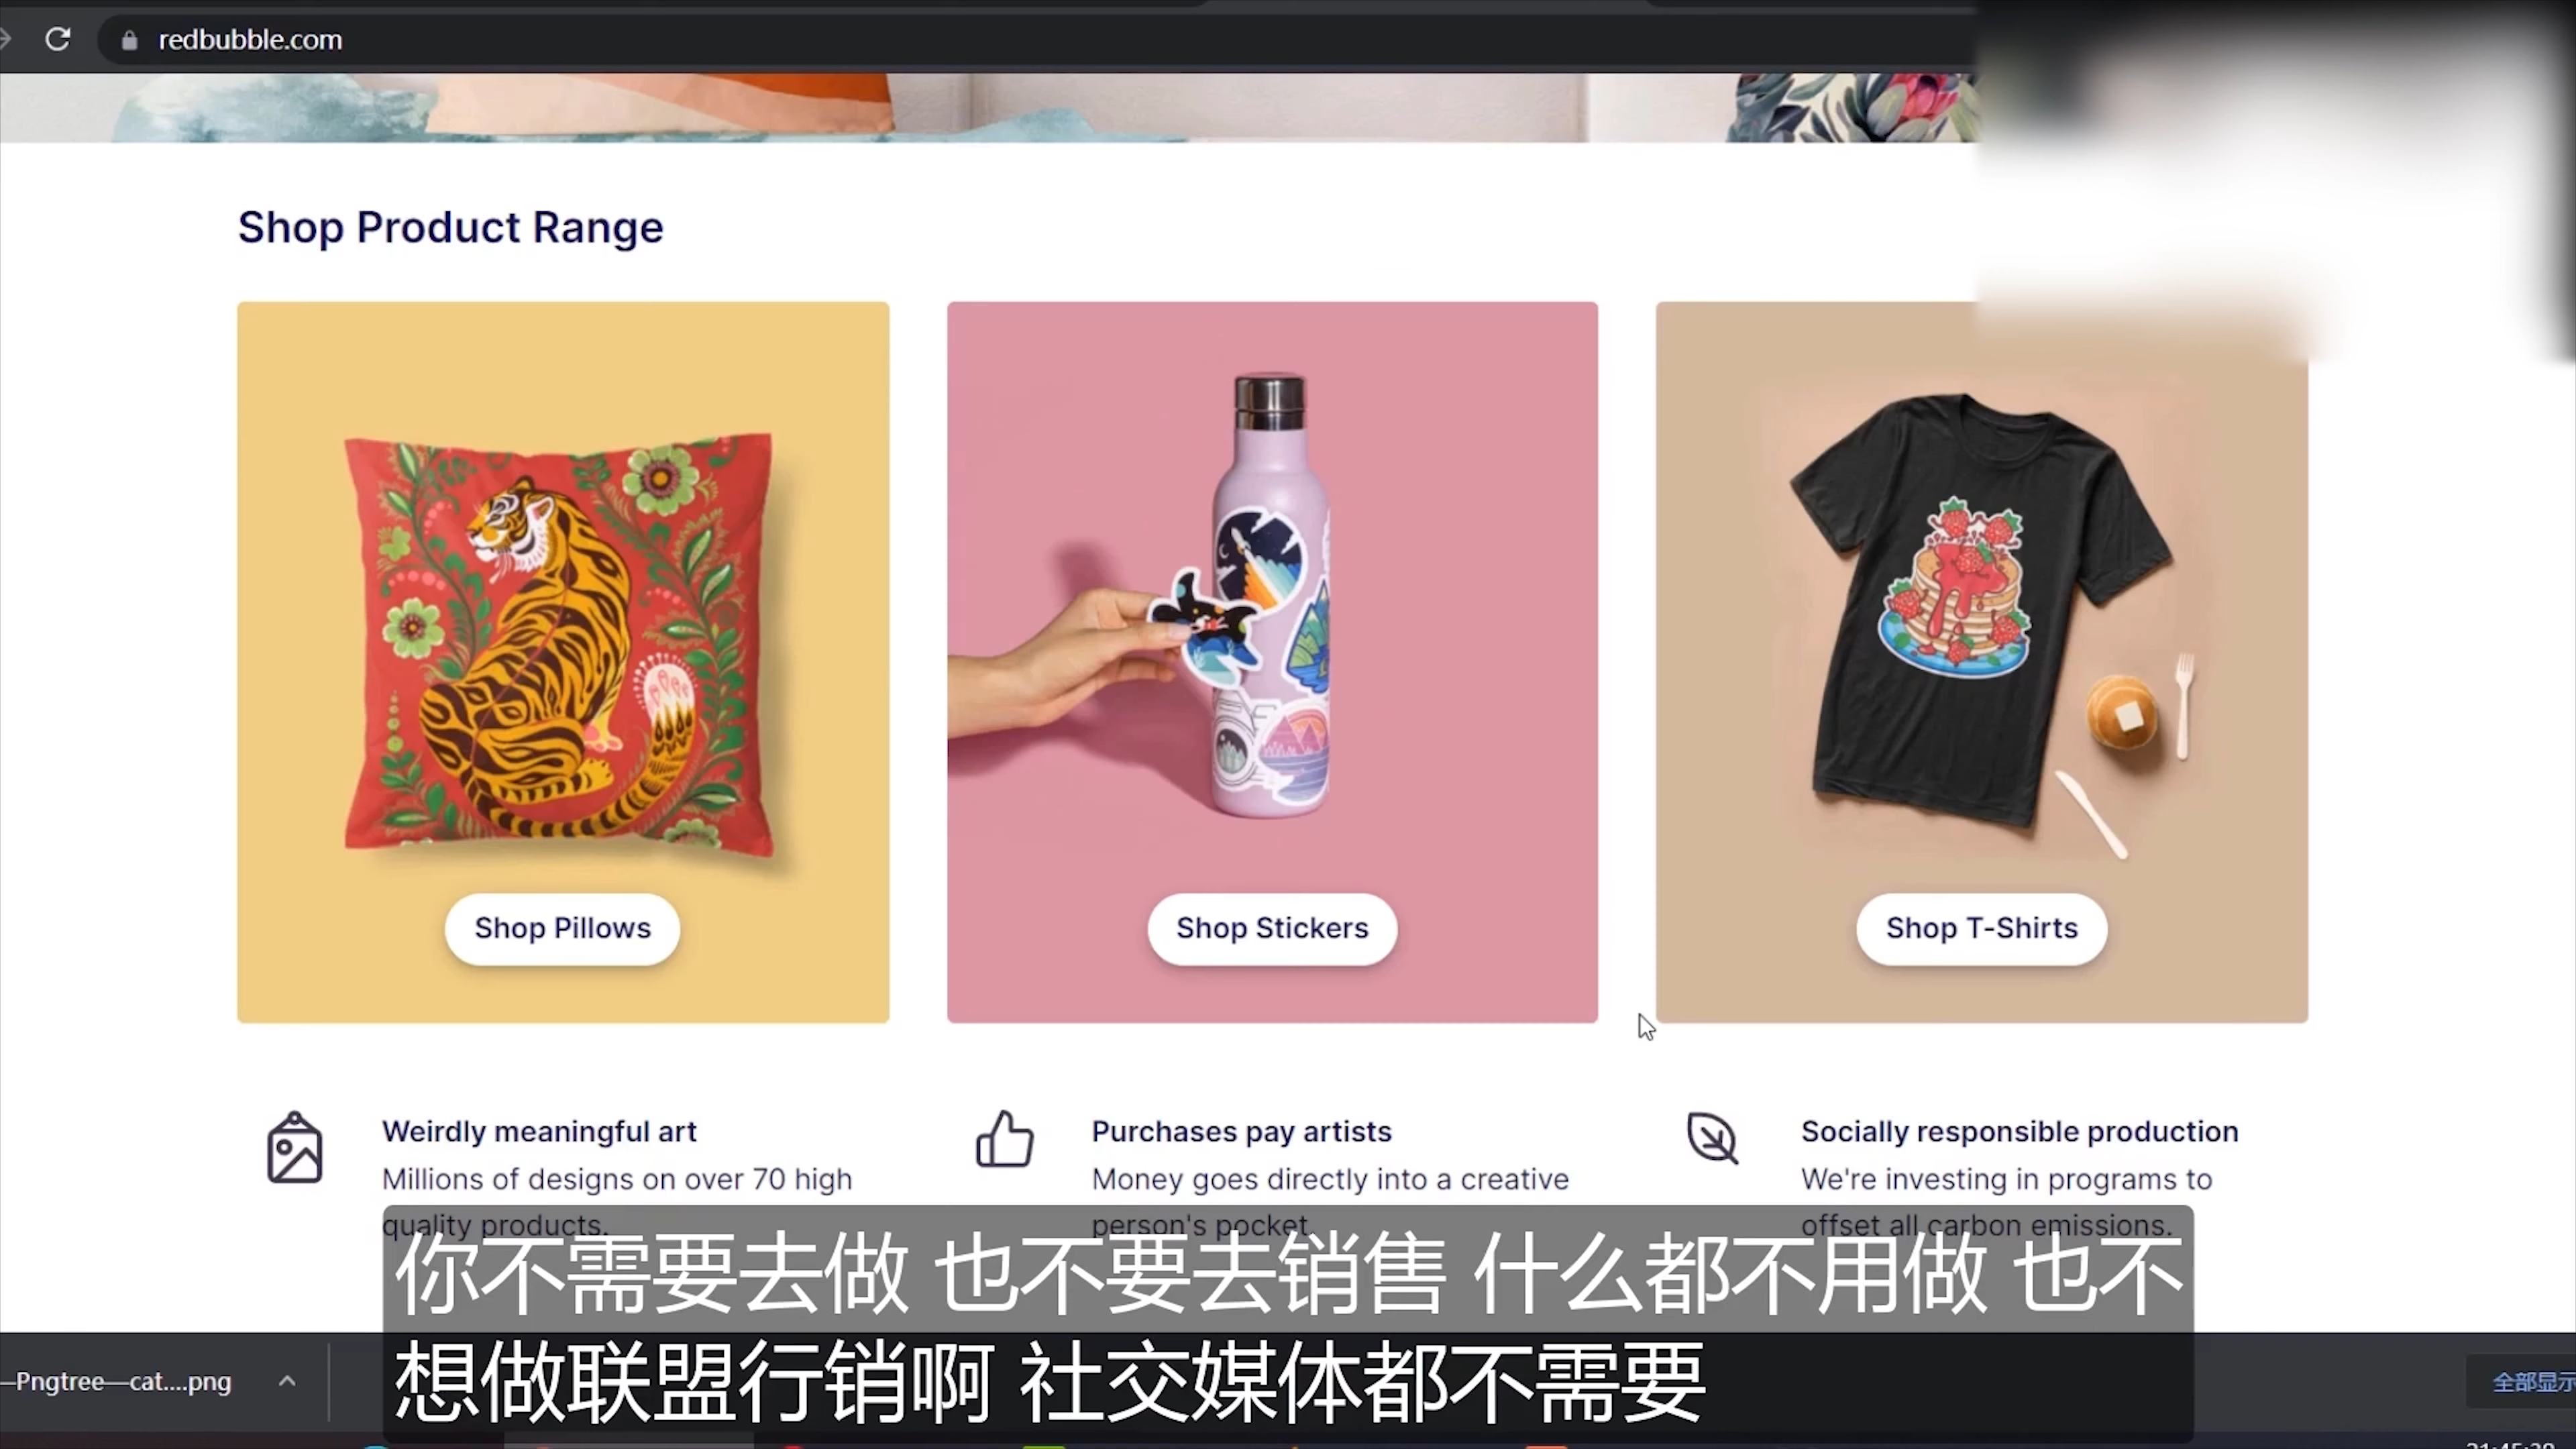 redbubble.com
Shop Product Range
Shop Pillows
Shop Stickers
Shop T-Shirts
Weirdly meaningful art
Millions of designs on over 70 high
quality products.
Purchases pay artists
Money goes directly into a creative
person's pocket.
Socially responsible production
We're investing in programs to
offset all carbon emissions.
你不需要去做 也不要去销售 什么都不用做 也不
想做联盟行销啊 社交媒体都不需要
—Pngtree—cat....png
全部显示